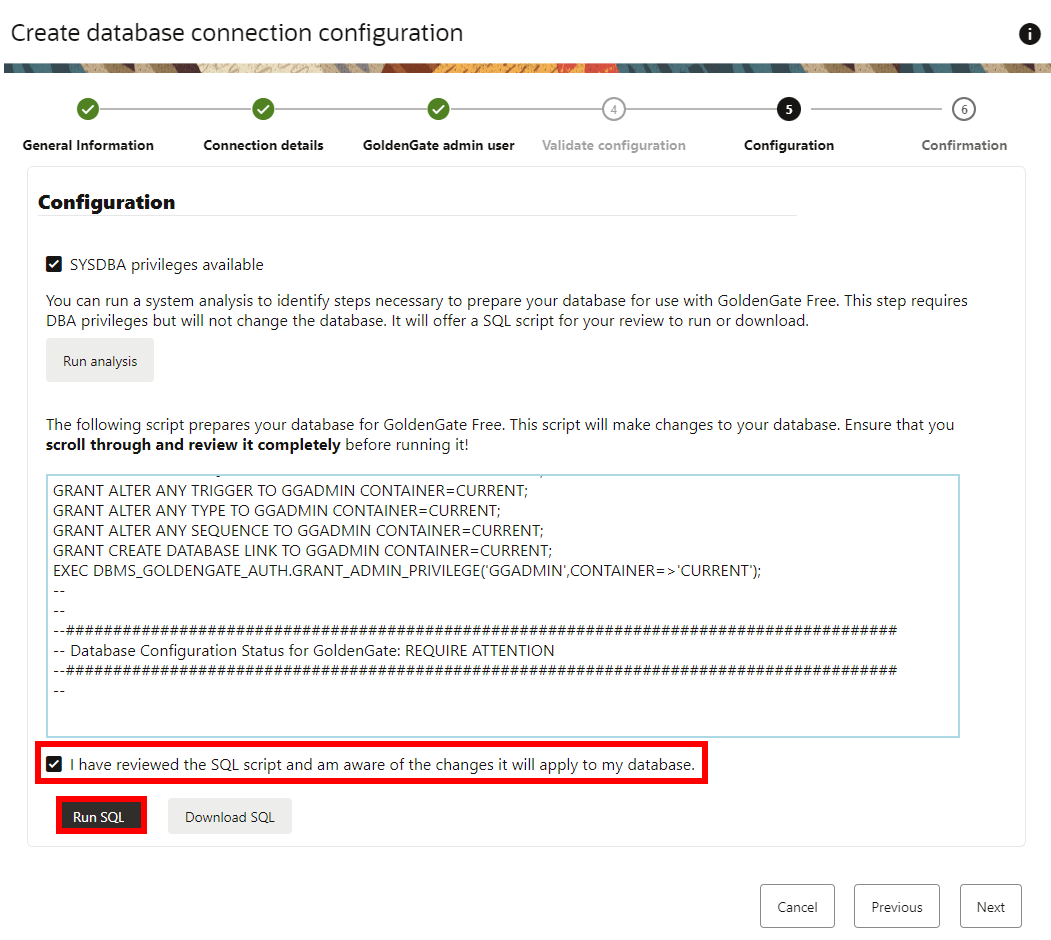 Create database connection configuration
i
4
5
6
General Information
Connection details
GoldenGate admin user
Validate configuration
Configuration
Confirmation
Configuration
SYSDBA privileges available
You can run a system analysis to identify steps necessary to prepare your database for use with GoldenGate Free. This step requires
DBA privileges but will not change the database. It will offer a SQL script for your review to run or download.
Run analysis
The following script prepares your database for GoldenGate Free. This script will make changes to your database. Ensure that you
scroll through and review it completely before running it!
GRANT ALTER ANY TRIGGER TO GGADMIN CONTAINER=CURRENT;
GRANT ALTER ANY TYPE TO GGADMIN CONTAINER=CURRENT;
GRANT ALTER ANY SEQUENCE TO GGADMIN CONTAINER=CURRENT;
GRANT CREATE DATABASE LINK TO GGADMIN CONTAINER=CURRENT;
EXEC DBMS_GOLDENGATE_AUTH.GRANT_ADMIN_PRIVILEGE('GGADMIN',CONTAINER=>'CURRENT');
--
--
--########################################################################################
-- Database Configuration Status for GoldenGate: REQUIRE ATTENTION
--########################################################################################
--
I have reviewed the SQL script and am aware of the changes it will apply to my database.
Run SQL
Download SQL
Cancel
Previous
Next